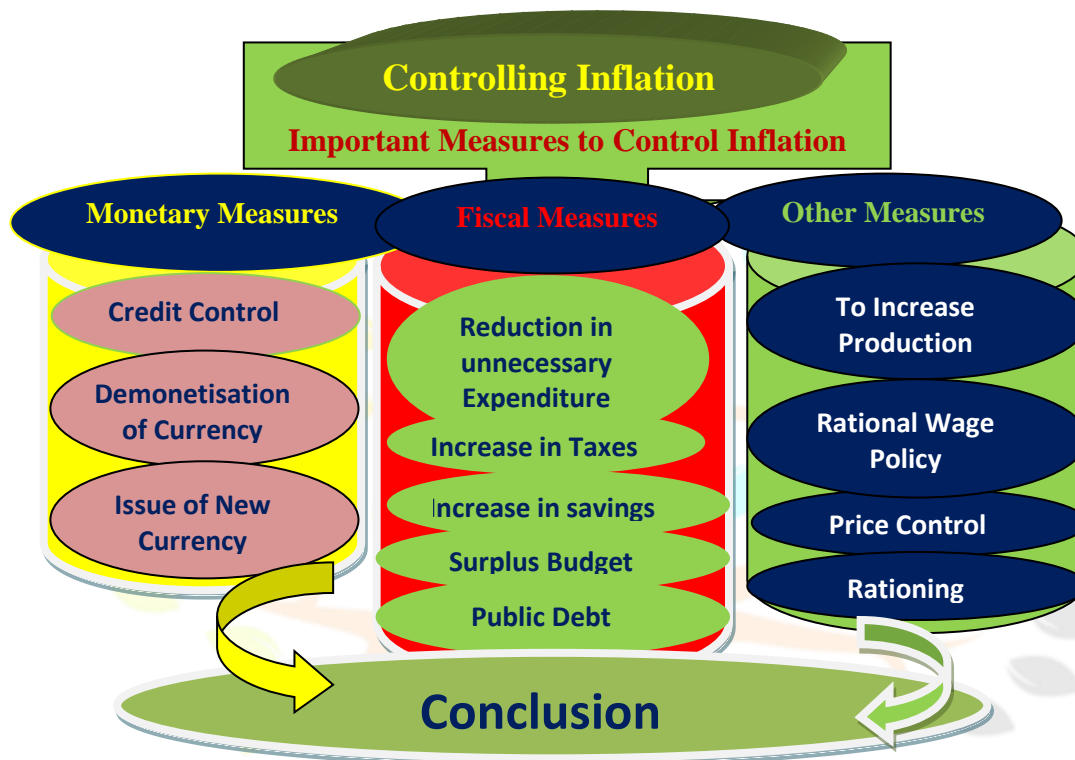 Controlling Inflation
Important Measures to Control Inflation
Monetary Measures
Credit Control
Demonetisation
of Currency
Issue of New
Currency
Fiscal Measures
Reduction in
unnecessary
Expenditure
Increase in Taxes
Increase in savings
Surplus Budget
Public Debt
Other Measures
To Increase
Production
Rational Wage
Policy
Price Control
Rationing
Conclusion